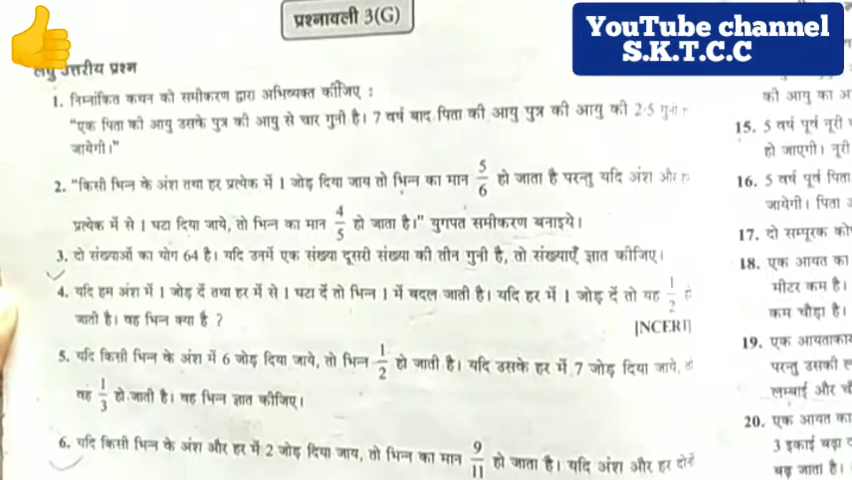 प्रश्नावली 3(G)
YouTube channel
S.K.T.C.C
लघु उत्तरीय प्रश्न
1. निम्नांकित कथन को समीकरण द्वारा अभिव्यक्त कीजिए :
"एक पिता की आयु उसके पुत्र की आयु से चार गुनी है। 7 वर्ष बाद पिता की आयु पुत्र की आयु की 2·5 गुनी
जायेगी।"
2. "किसी भिन्न के अंश तथा हर प्रत्येक में 1 जोड़ दिया जाय तो भिन्न का मान 5/6 हो जाता है परन्तु यदि अंश और
प्रत्येक में से 1 घटा दिया जाये, तो भिन्न का मान 4/5 हो जाता है।" युगपत समीकरण बनाइये।
3. दो संख्याओं का योग 64 है। यदि उनमें एक संख्या दूसरी संख्या की तीन गुनी है, तो संख्याएँ ज्ञात कीजिए।
4. यदि हम अंश में 1 जोड़ दें तथा हर में से 1 घटा दें तो भिन्न 1 में बदल जाती है। यदि हर में 1 जोड़ दें तो यह 1/2
जाती है। वह भिन्न क्या है ?
[NCERT]
5. यदि किसी भिन्न के अंश में 6 जोड़ दिया जाये, तो भिन्न 1/2 हो जाती है। यदि उसके हर में 7 जोड़ दिया जाये,
वह 1/3 हो जाती है। वह भिन्न ज्ञात कीजिए।
6. यदि किसी भिन्न के अंश और हर में 2 जोड़ दिया जाय, तो भिन्न का मान 9/11 हो जाता है। यदि अंश और हर दोनों
की आयु का
15. 5 वर्ष पूर्व नूरी
हो जाएगी। नूरी
16. 5 वर्ष पूर्व पिता
जायेगी। पिता
17. दो सम्पूरक
18. एक आयत का
मीटर कम है।
कम चौड़ा है।
19. एक आयताकार
परन्तु उसकी
लम्बाई और
20. एक आयत का
3 इकाई बढ़ा
बढ़ जाता है।